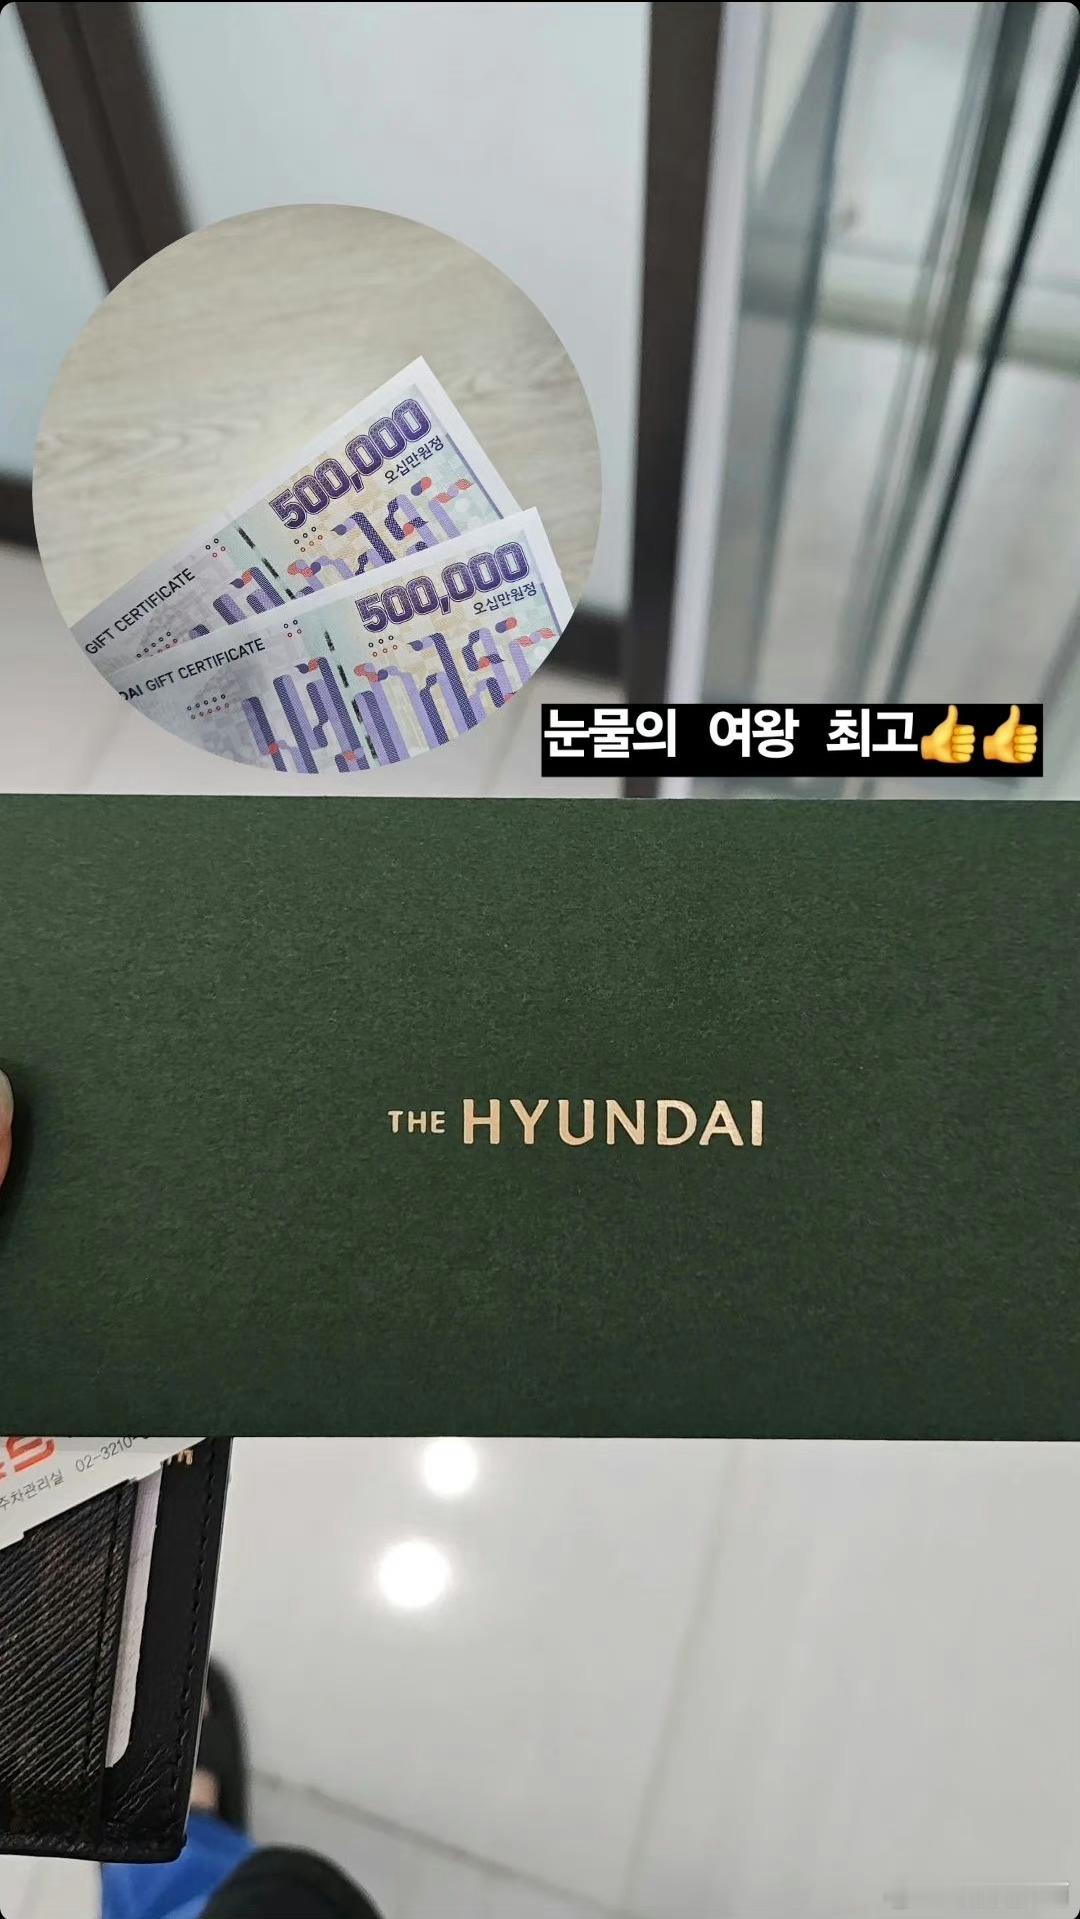 500,000
오십만원정
GIFT CERTIFICATE
500,000
오십만원정
DAI GIFT CERTIFICATE
눈물의 여왕 최고👍👍
THE HYUNDAI
02-3210-
주차관리실